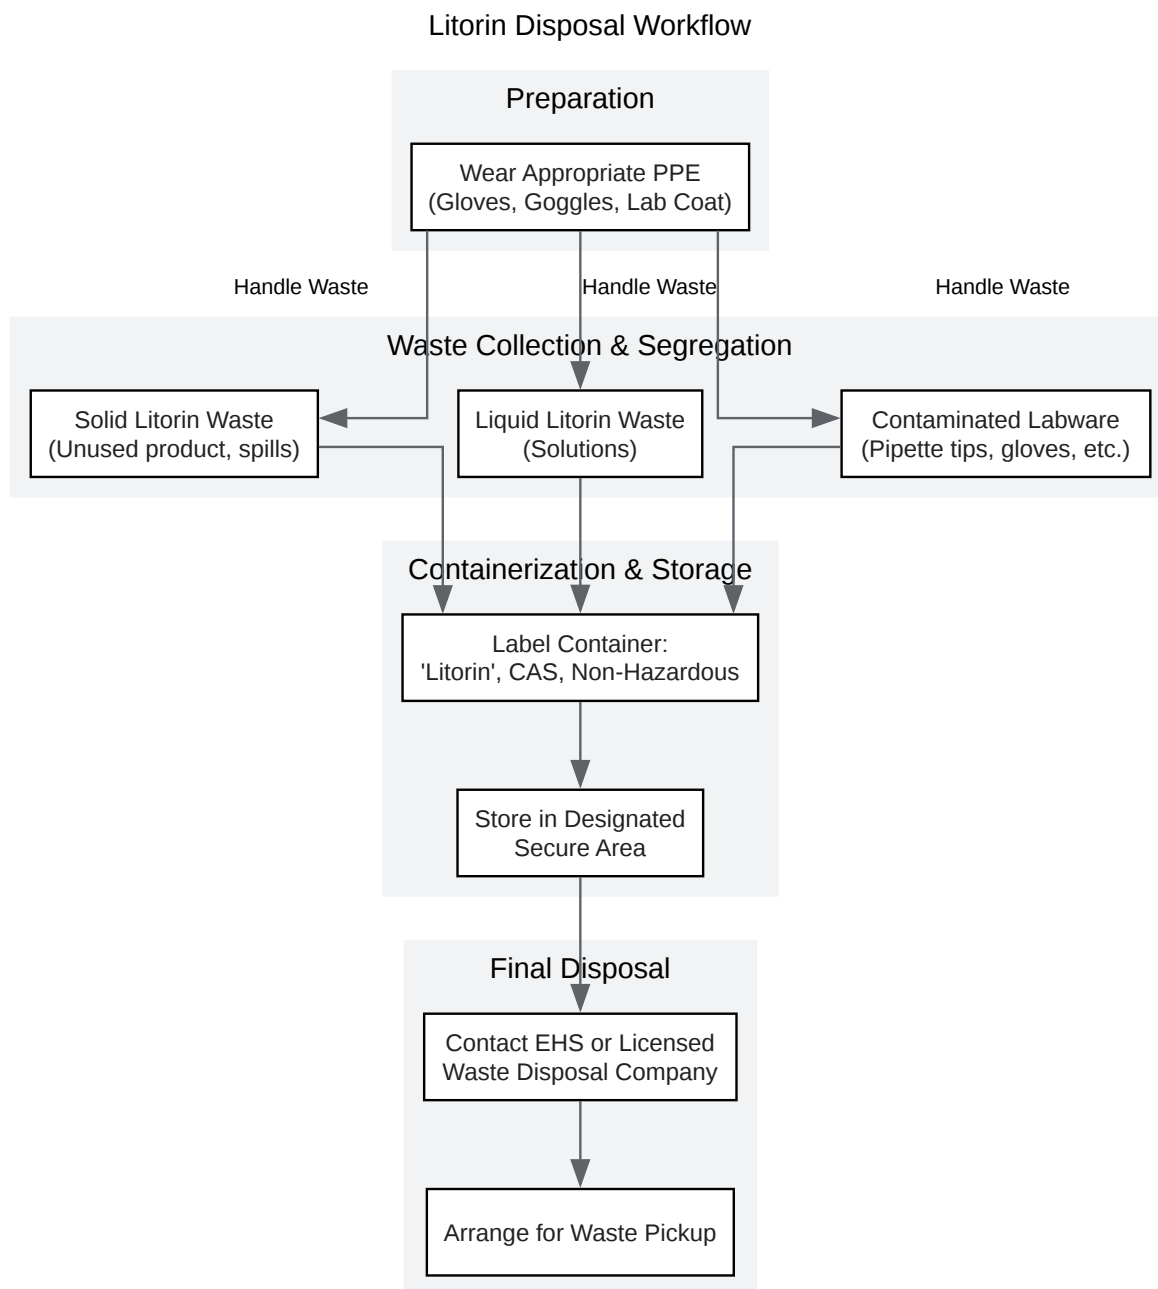 Litorin Disposal Workflow
Preparation
Wear Appropriate PPE
(Gloves, Goggles, Lab Coat)
Handle Waste
Handle Waste
Handle Waste
Waste Collection & Segregation
Solid Litorin Waste
(Unused product, spills)
Liquid Litorin Waste
(Solutions)
Contaminated Labware
(Pipette tips, gloves, etc.)
Containerization & Storage
Label Container:
'Litorin', CAS, Non-Hazardous
Store in Designated
Secure Area
Final Disposal
Contact EHS or Licensed
Waste Disposal Company
Arrange for Waste Pickup